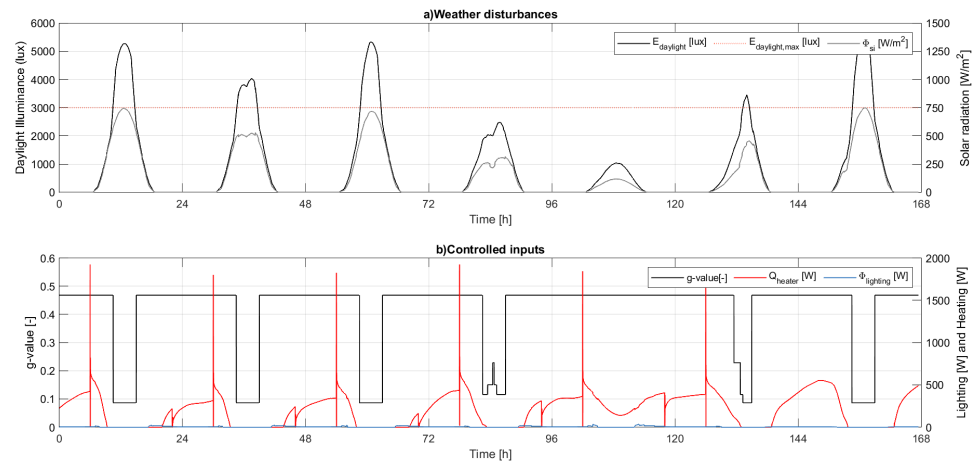 a)Weather disturbances
6000
5000
4000
3000
2000
1000
0
Daylight Illuminance (lux)
E_daylight [lux]
E_daylight,max [lux]
Φ_si [W/m²]
1500
1250
1000
750
500
250
0
Solar radiation [W/m²]
0 24 48 72 96 120 144 168
Time [h]
b)Controlled inputs
0.6
0.5
0.4
0.3
0.2
0.1
0
g-value [-]
g-value[-]
Q_heater [W]
Φ_lighting [W]
2000
1500
1000
500
0
Lighting [W] and Heating [W]
0 24 48 72 96 120 144 168
Time [h]